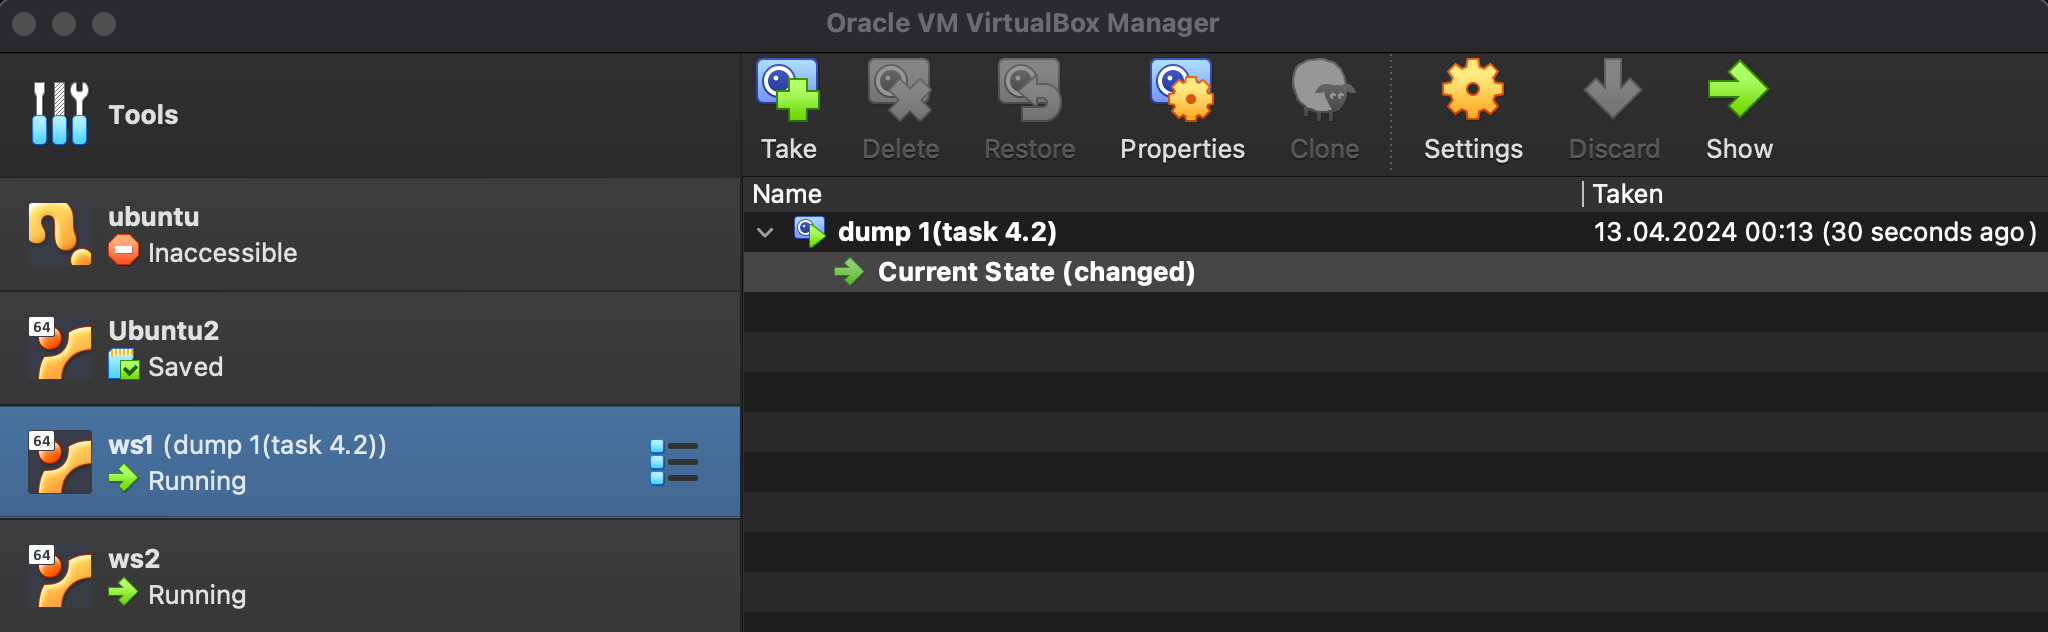 Oracle VM VirtualBox Manager
Tools
Take Delete Restore Properties Clone Settings Discard Show
Name Taken
dump 1(task 4.2) 13.04.2024 00:13 (30 seconds ago)
Current State (changed)
ubuntu
Inaccessible
64
Ubuntu2
Saved
64
ws1 (dump 1(task 4.2))
Running
64
ws2
Running